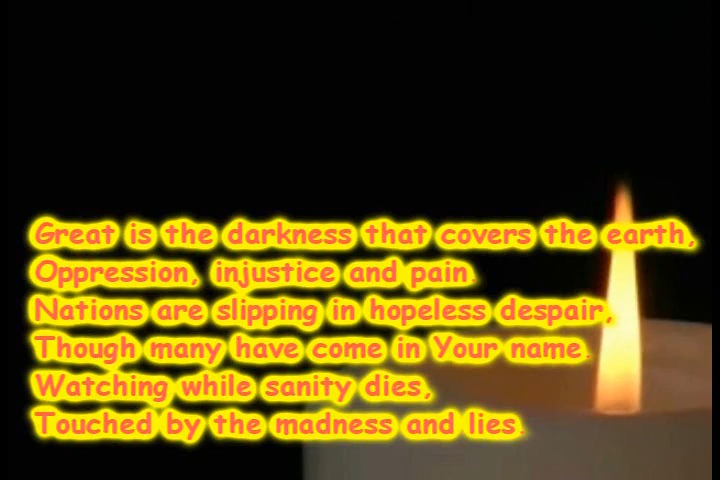 Great is the darkness that covers the earth,
Oppression, injustice and pain.
Nations are slipping in hopeless despair,
Though many have come in Your name.
Watching while sanity dies,
Touched by the madness and lies.